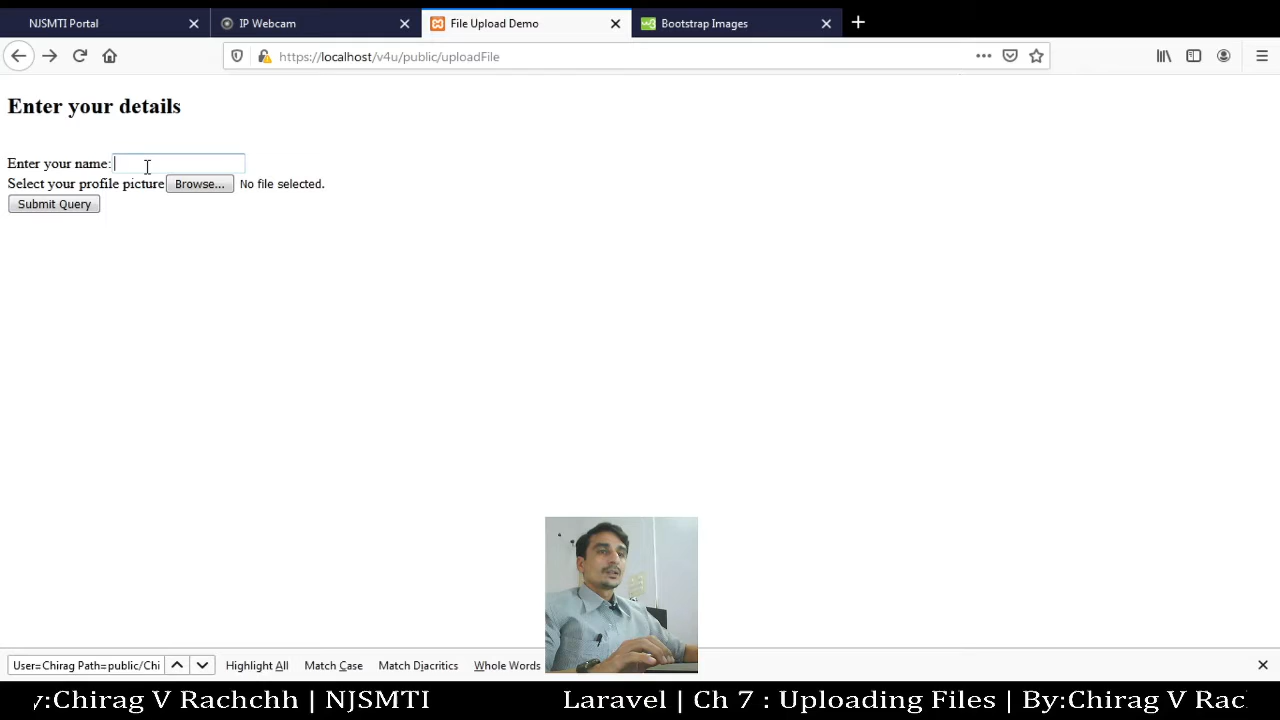 NJSMTI Portal
IP Webcam
File Upload Demo
Bootstrap Images
https://localhost/v4u/public/uploadFile
Enter your details
Enter your name:
Select your profile picture Browse... No file selected.
Submit Query
User=Chirag Path=public/Chi
Highlight All Match Case Match Diacritics Whole Words
y:Chirag V Rachchh | NJSMTI Laravel | Ch 7 : Uploading Files | By:Chirag V Rac